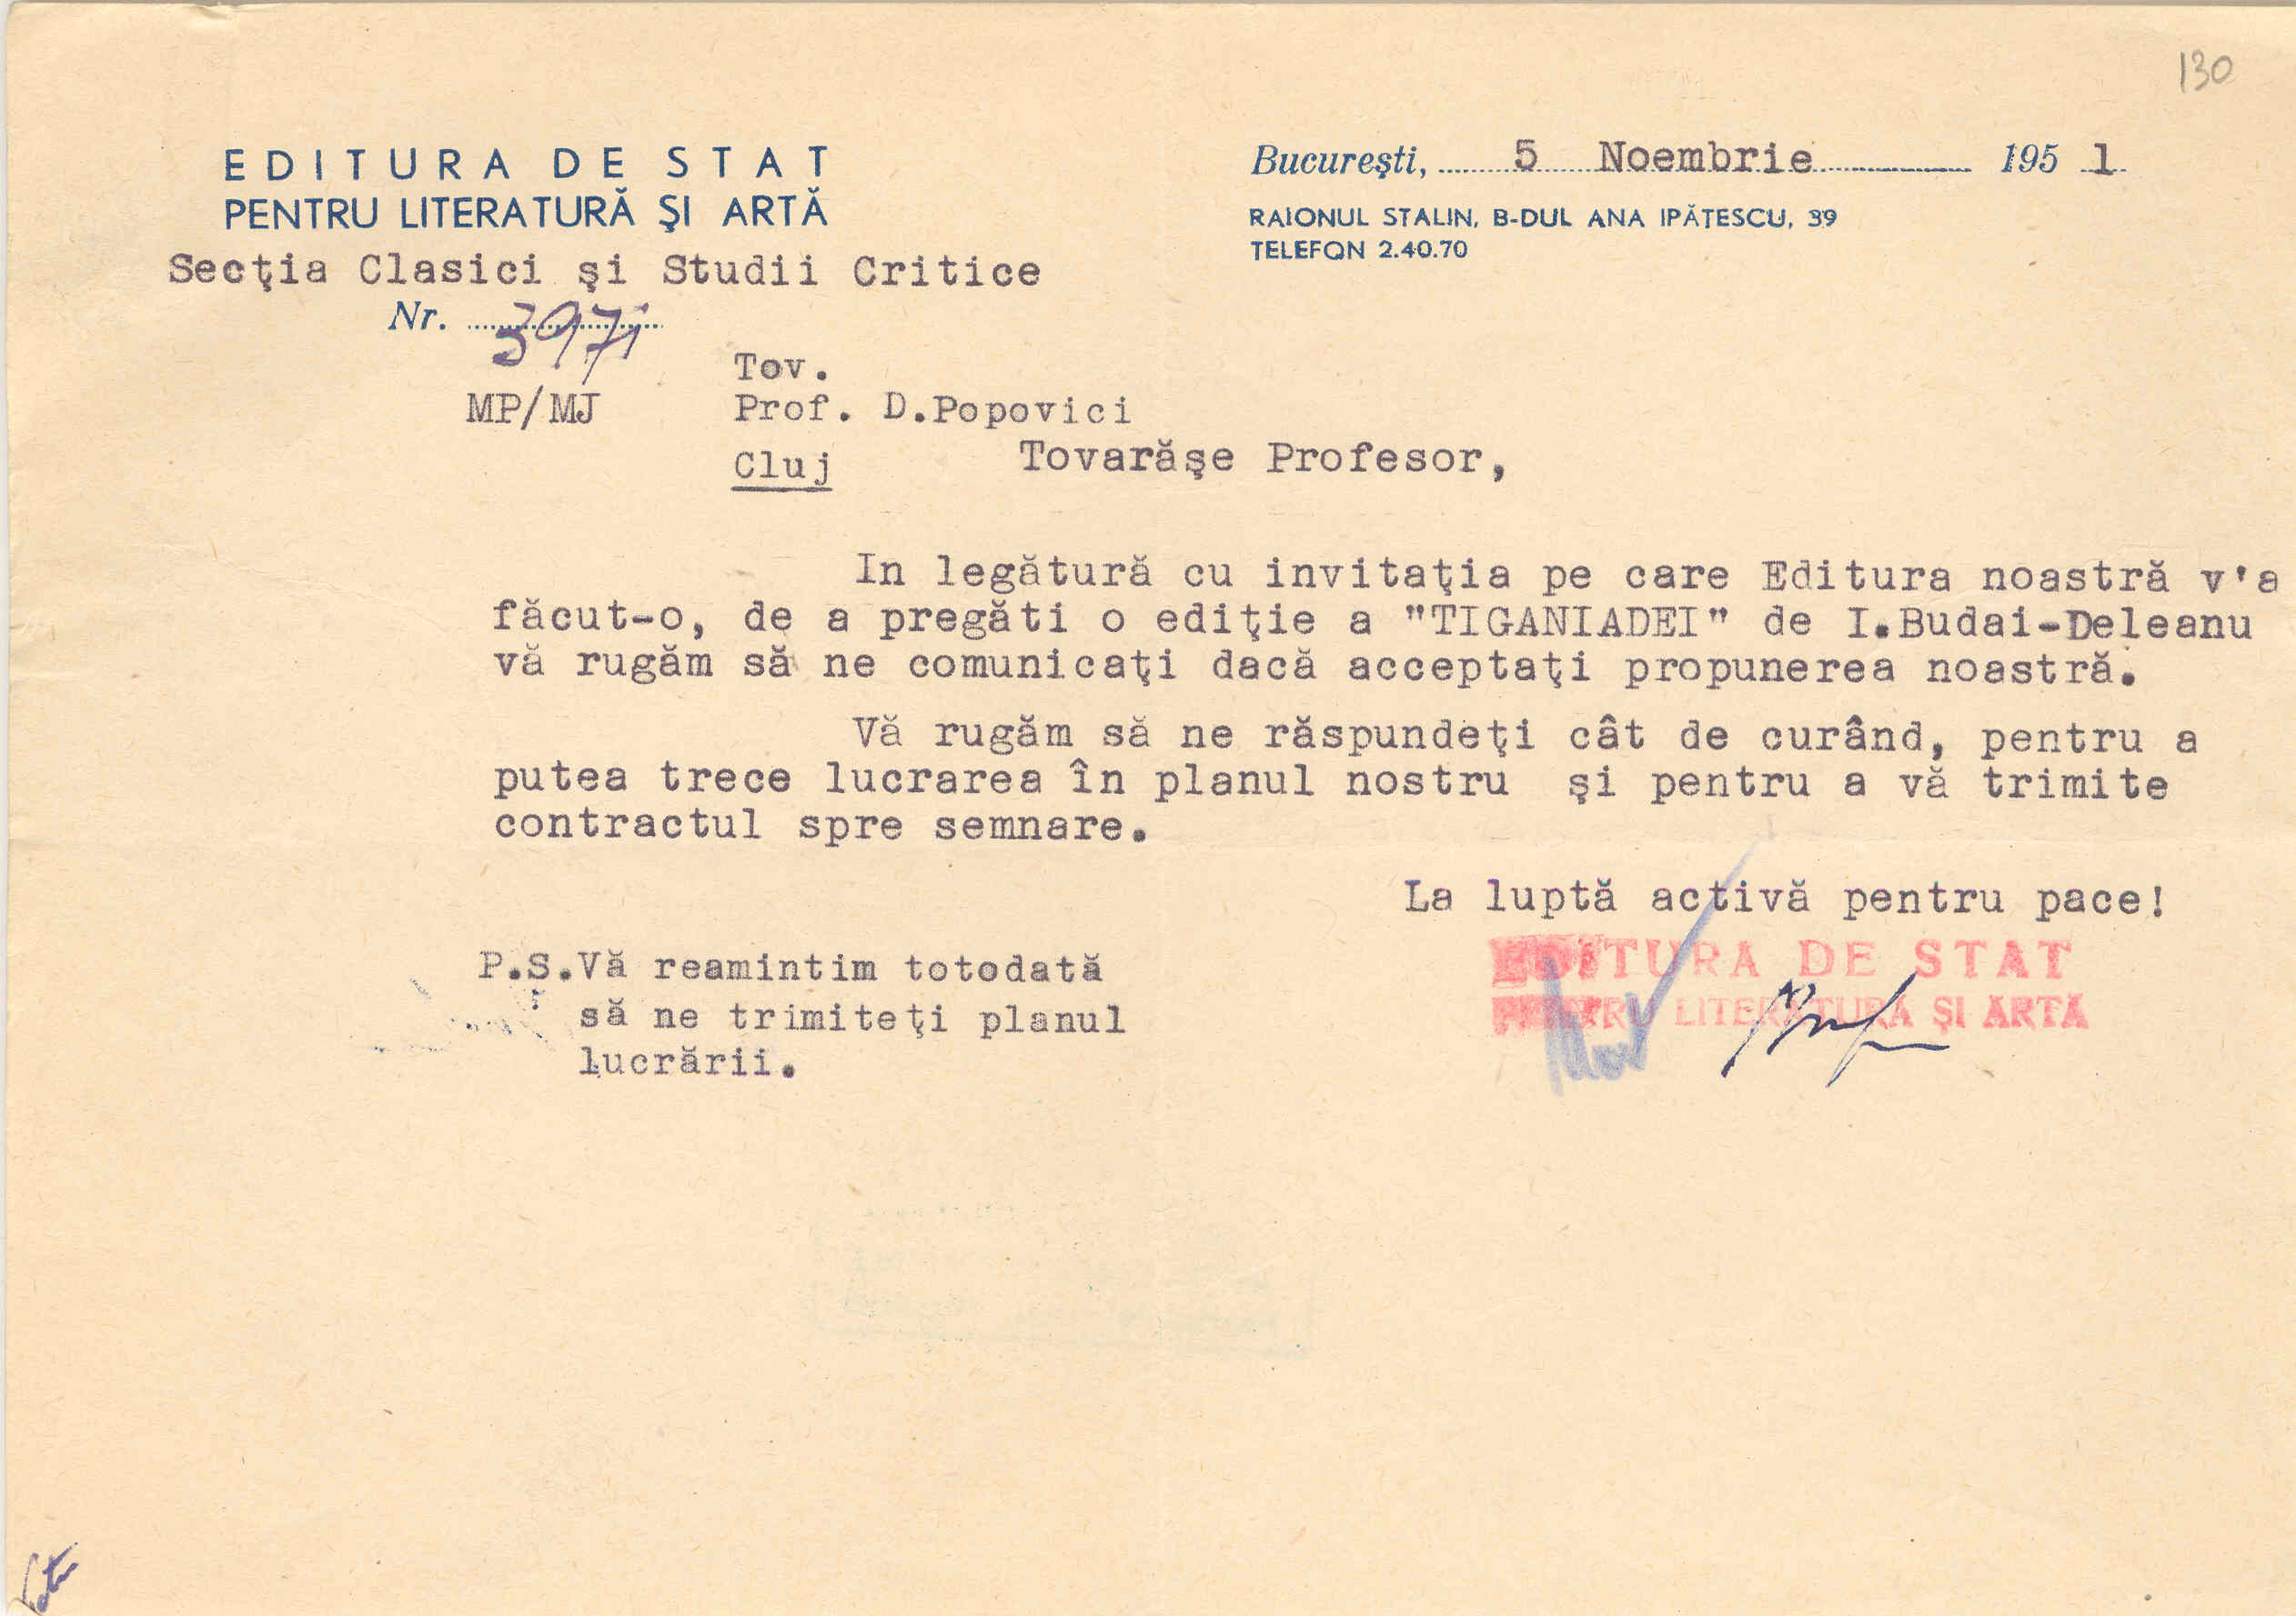 130
EDITURA DE STAT
PENTRU LITERATURĂ ŞI ARTĂ
Secţia Clasici şi Studii Critice
Nr. 3971
MP/MJ
Bucureşti, 5 Noembrie 1951
RAIONUL STALIN, B-DUL ANA IPĂTESCU, 39
TELEFON 2.40.70
Tov.
Prof. D.Popovici
Cluj
Tovarăşe Profesor,
In legătură cu invitaţia pe care Editura noastră v'a
făcut-o, de a pregăti o ediţie a "TIGANIADEI" de I.Budai-Deleanu
vă rugăm să ne comunicaţi dacă acceptaţi propunerea noastră.
Vă rugăm să ne răspundeţi cât de curând, pentru a
putea trece lucrarea în planul nostru şi pentru a vă trimite
contractul spre semnare.
La luptă activă pentru pace!
EDITURA DE STAT
PENTRU LITERATURĂ ŞI ARTĂ
P.S.Vă reamintim totodată
să ne trimiteţi planul
lucrării.